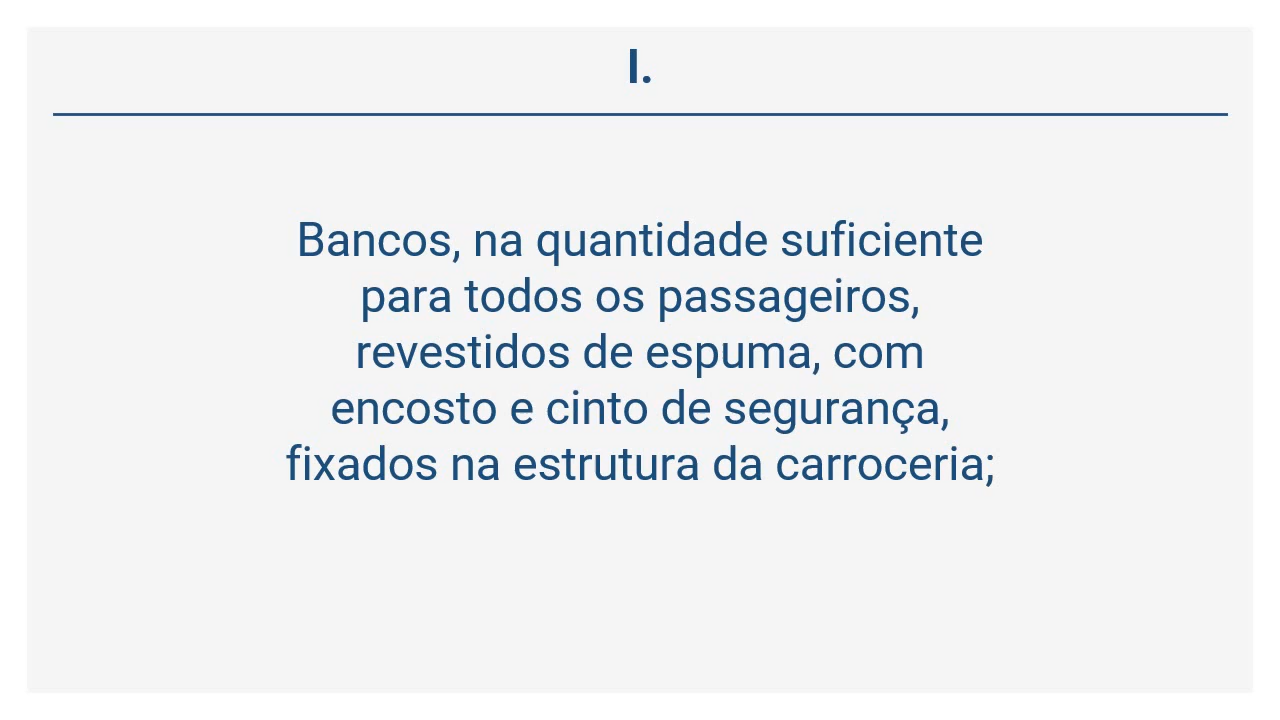 I.
Bancos, na quantidade suficiente
para todos os passageiros,
revestidos de espuma, com
encosto e cinto de segurança,
fixados na estrutura da carroceria;